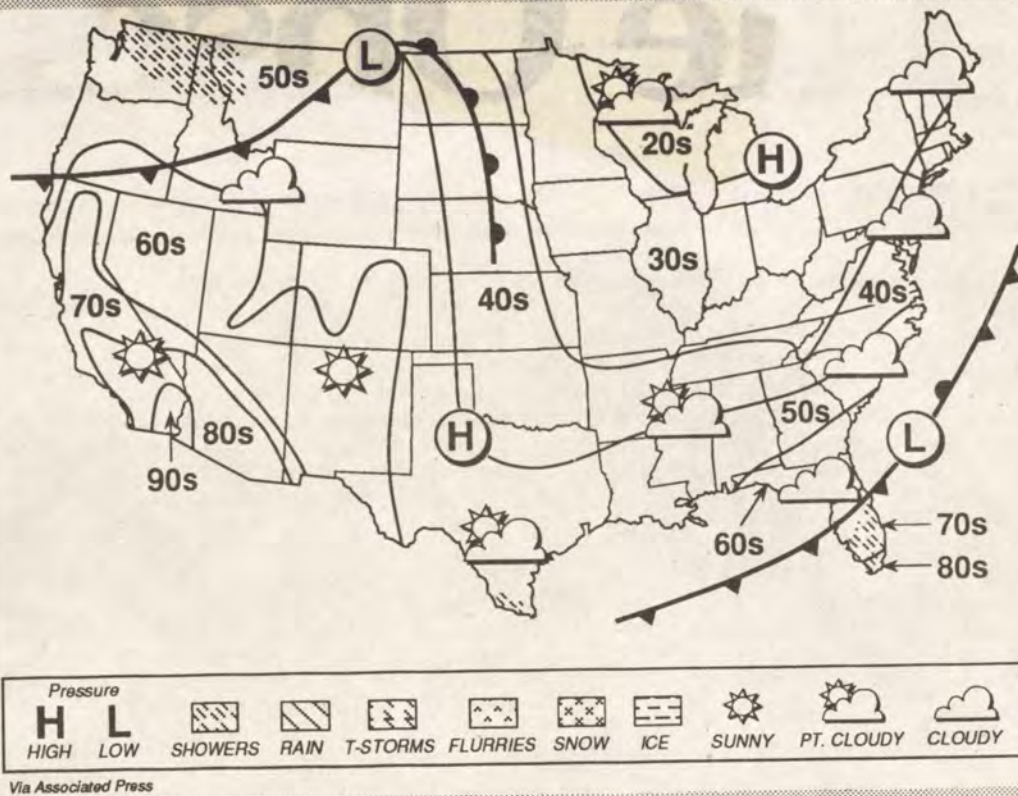 L
50s
20s
H
60s
30s
70s
40s
40s
H
80s
50s
L
90s
60s
70s
80s
Pressure
H L
HIGH LOW SHOWERS RAIN T-STORMS FLURRIES SNOW ICE SUNNY PT. CLOUDY CLOUDY
Via Associated Press